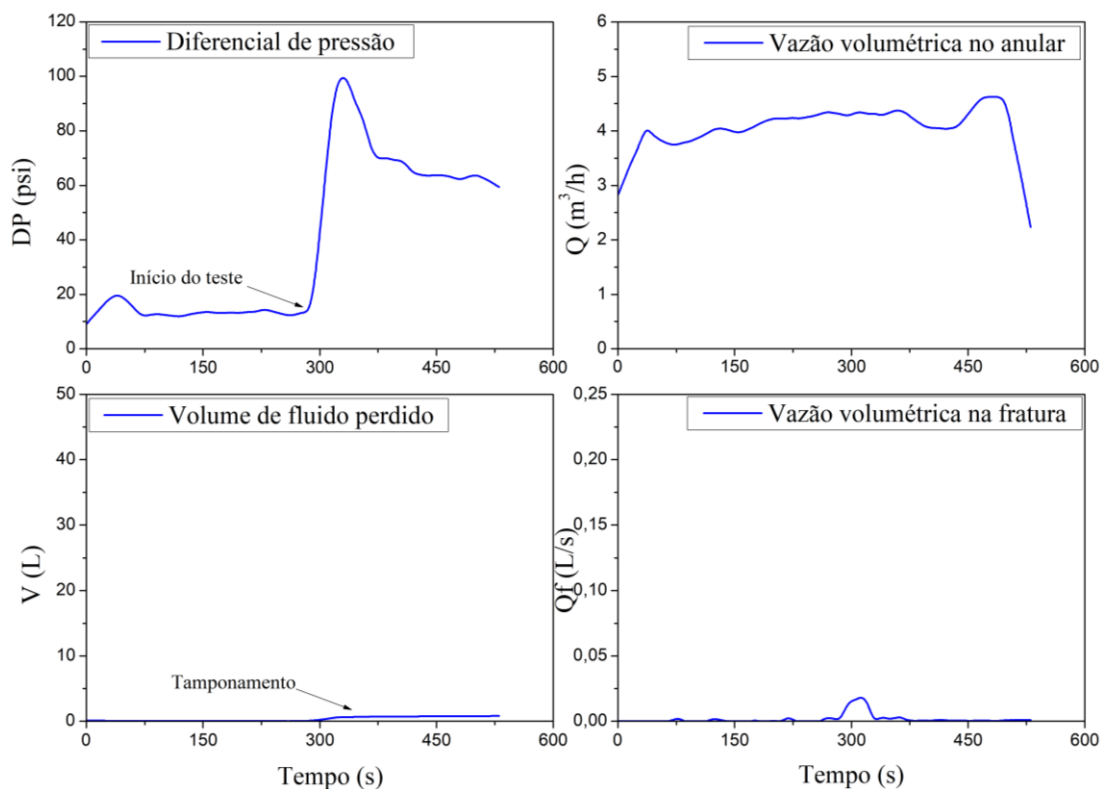 Diferencial de pressão
120
100
80
60
40
20
0
DP (psi)
Início do teste
0 150 300 450 600
Vazão volumétrica no anular
6
5
4
3
2
1
0
Q (m³/h)
0 150 300 450 600
Volume de fluido perdido
50
40
30
20
10
0
V (L)
Tamponamento
0 150 300 450 600
Tempo (s)
Vazão volumétrica na fratura
0,25
0,20
0,15
0,10
0,05
0,00
Qf (L/s)
0 150 300 450 600
Tempo (s)